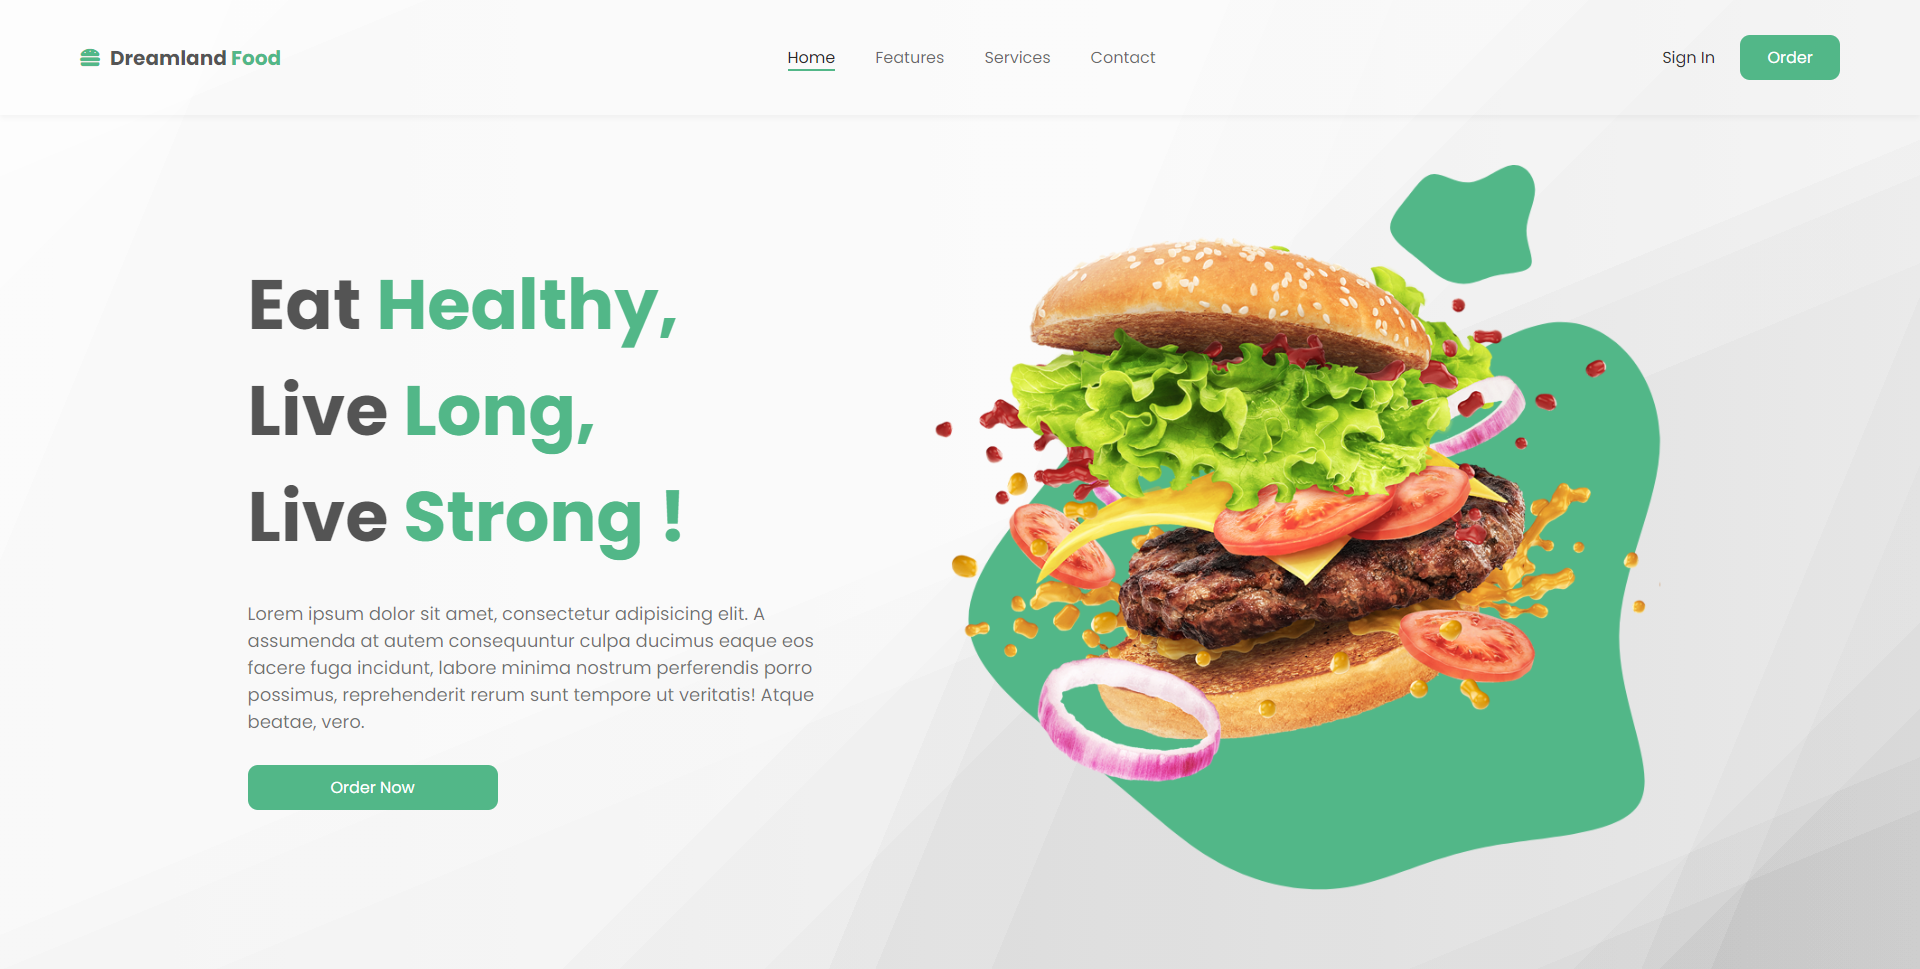 Dreamland Food
Home
Features
Services
Contact
Sign In
Order
Eat Healthy,
Live Long,
Live Strong !
Lorem ipsum dolor sit amet, consectetur adipisicing elit. A
assumenda at autem consequuntur culpa ducimus eaque eos
facere fuga incidunt, labore minima nostrum perferendis porro
possimus, reprehenderit rerum sunt tempore ut veritatis! Atque
beatae, vero.
Order Now